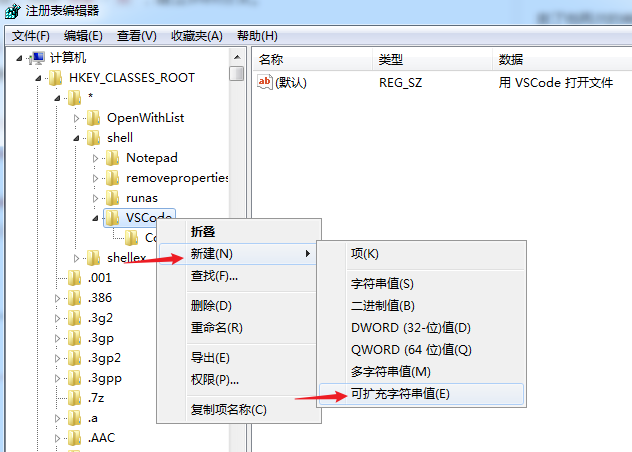 注册表编辑器
文件(F) 编辑(E) 查看(V) 收藏夹(A) 帮助(H)
计算机
HKEY_CLASSES_ROOT
*
OpenWithList
shell
Notepad
removeproperties
runas
VSCode
Co
shellex
.001
.386
.3g2
.3gp
.3gp2
.3gpp
.7z
.a
.AAC
名称 类型 数据
ab (默认) REG_SZ 用 VSCode 打开文件
折叠
新建(N)
查找(F)...
删除(D)
重命名(R)
导出(E)
权限(P)...
复制项名称(C)
项(K)
字符串值(S)
二进制值(B)
DWORD (32-位)值(D)
QWORD (64 位)值(Q)
多字符串值(M)
可扩充字符串值(E)